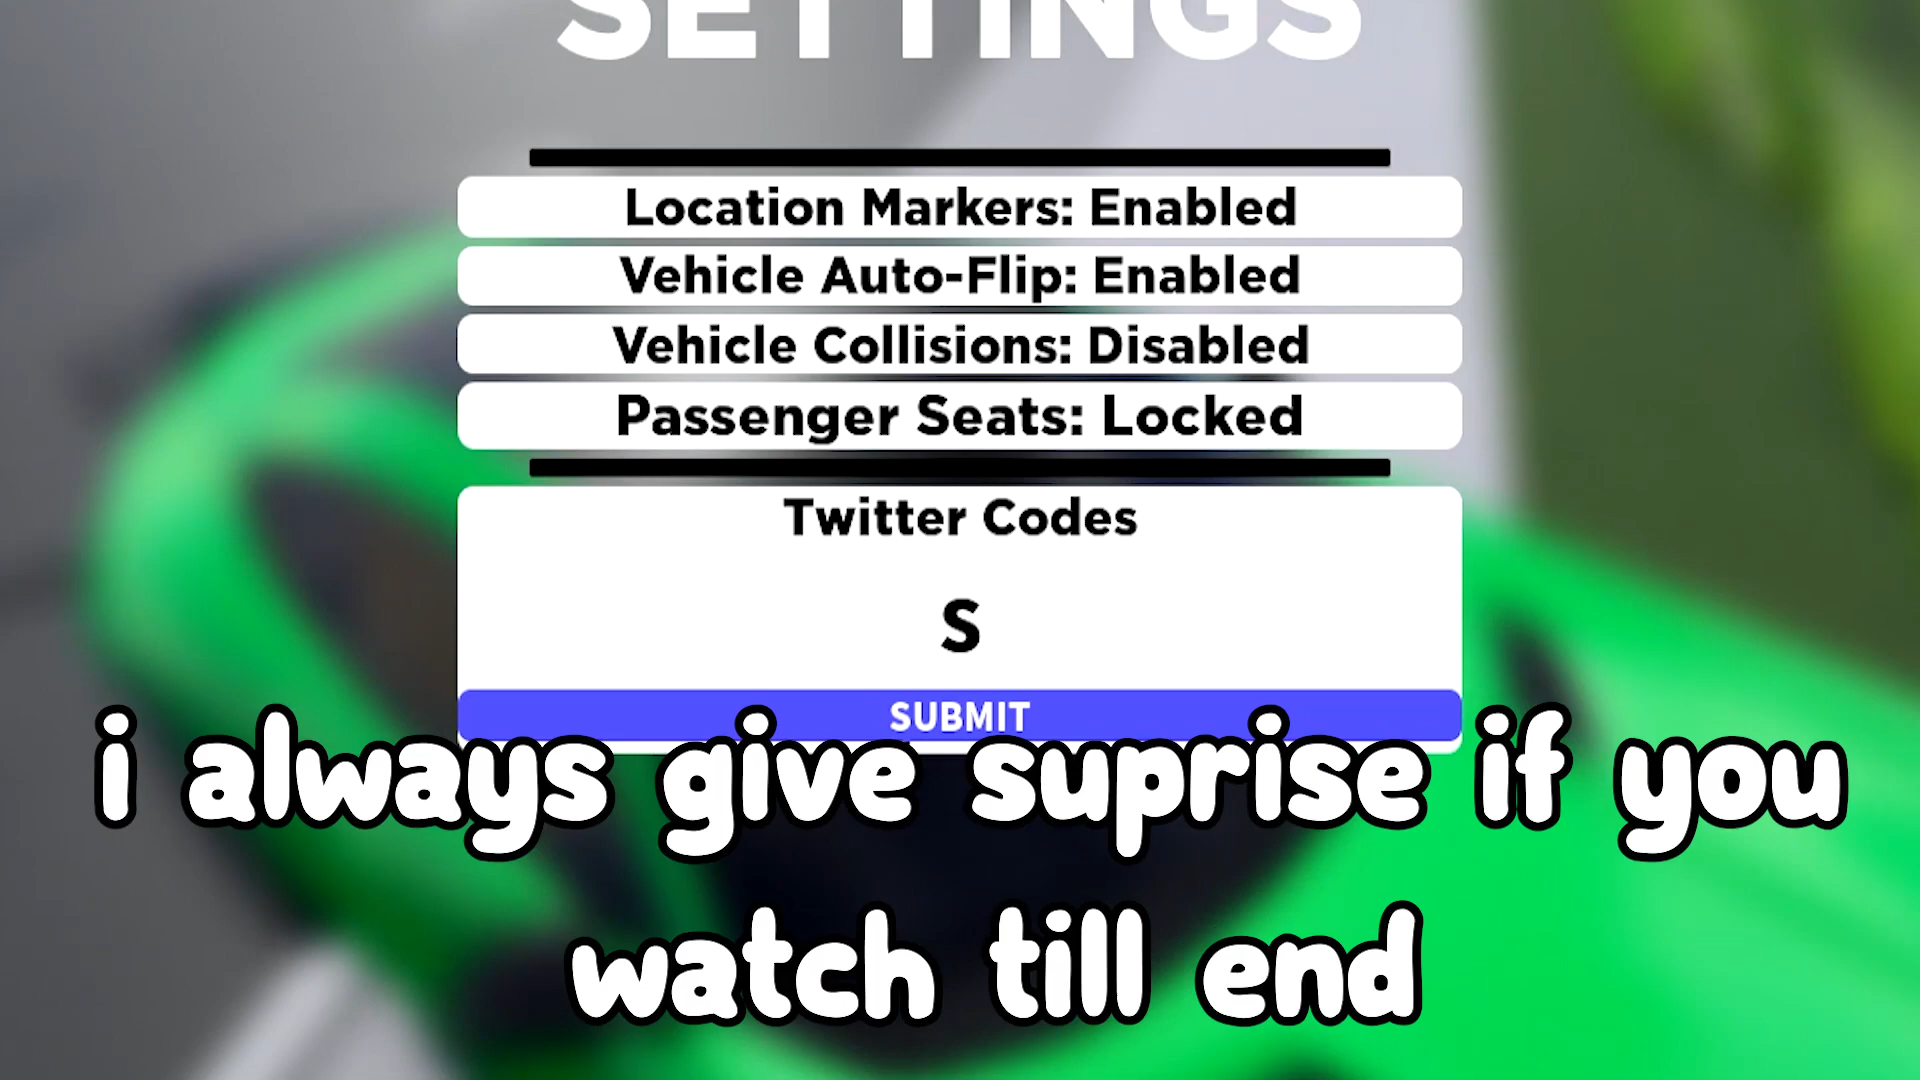 SETTINGS
Location Markers: Enabled
Vehicle Auto-Flip: Enabled
Vehicle Collisions: Disabled
Passenger Seats: Locked
Twitter Codes
S
SUBMIT
i always give suprise if you
watch till end